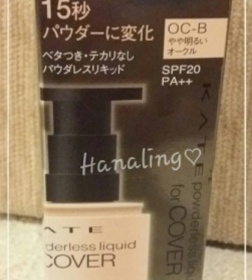 15秒
パウダーに変化
ベタつき・テカリなし
パウダレスリキッド
OC-B
やや明るい
オークル
SPF20
PA++
Hanaling♡
KATE powderless liquid
for COVER
ATE
derless liquid
COVER